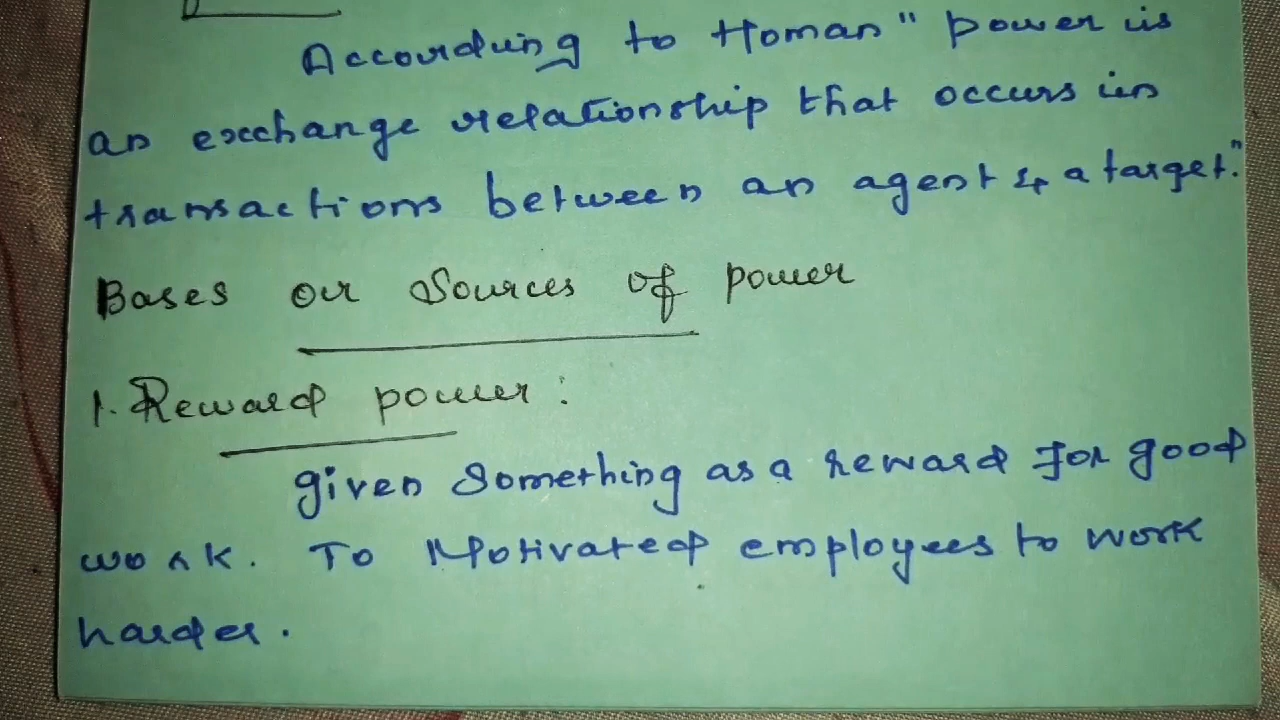 According to Homan " power is
an exchange relationship that occurs in
transactions between an agent & a target."
Bases or Sources of power
1. Reward power :
given Something as a reward for good
work. To Motivated employees to work
harder.